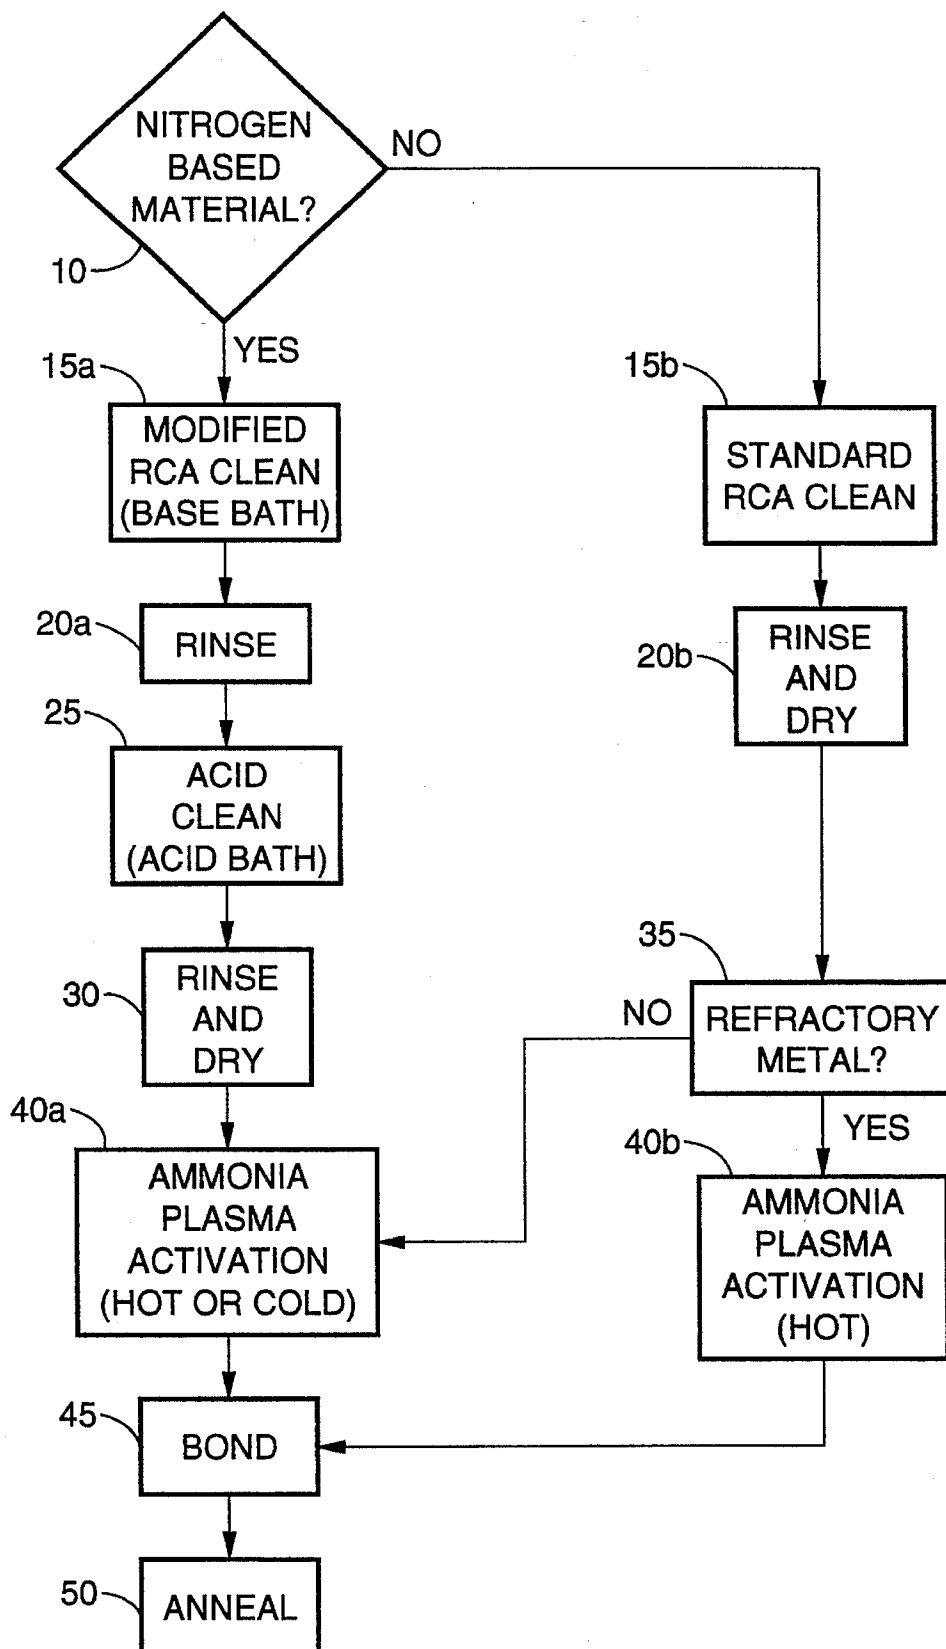 NITROGEN
BASED
MATERIAL?
NO
10
YES
15a
MODIFIED
RCA CLEAN
(BASE BATH)
15b
STANDARD
RCA CLEAN
20a
RINSE
20b
RINSE
AND
DRY
25
ACID
CLEAN
(ACID BATH)
30
RINSE
AND
DRY
35
NO
REFRACTORY
METAL?
YES
40a
AMMONIA
PLASMA
ACTIVATION
(HOT OR COLD)
40b
AMMONIA
PLASMA
ACTIVATION
(HOT)
45
BOND
50
ANNEAL